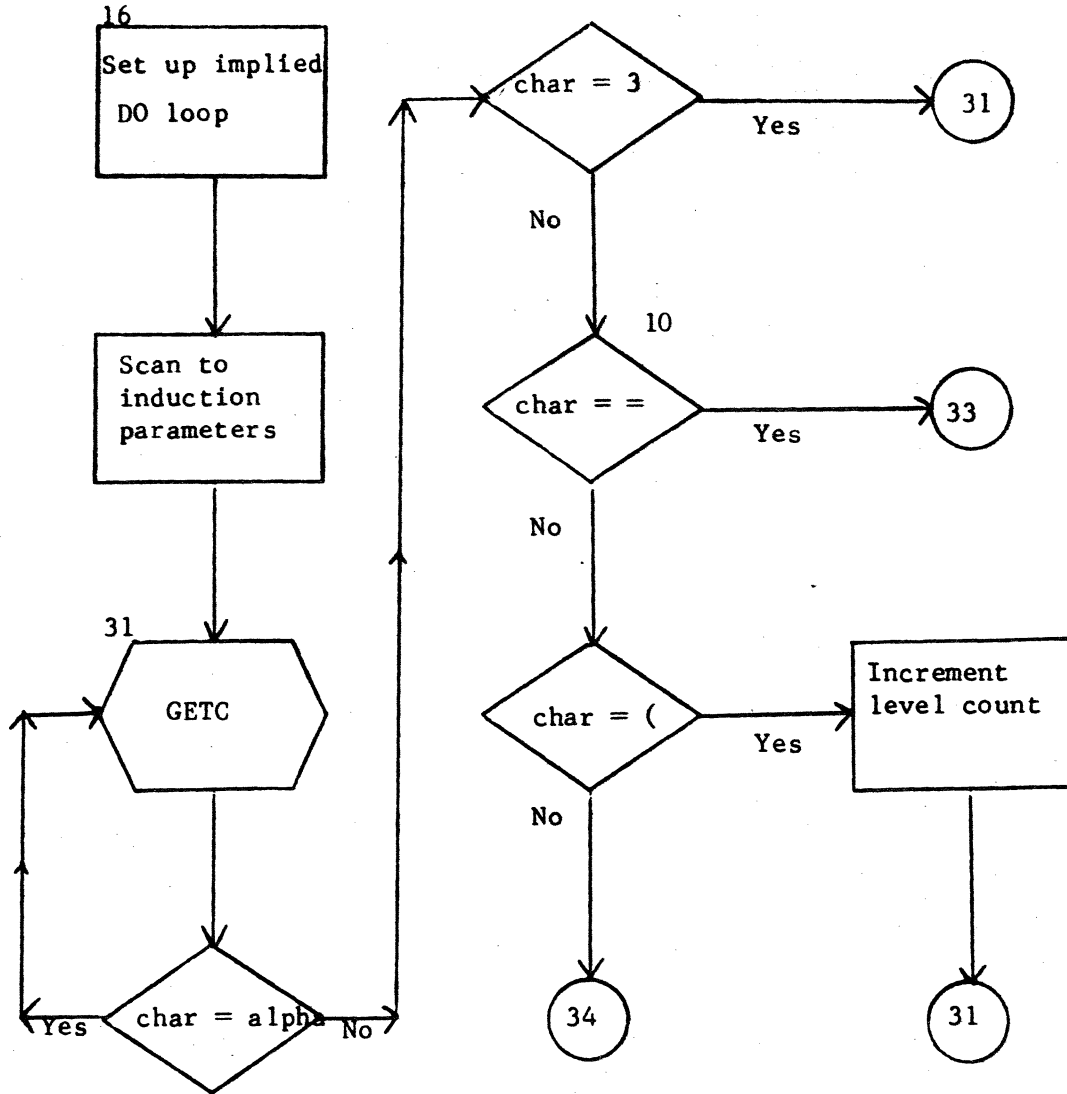 16
Set up implied
DO loop
Scan to
induction
parameters
31
GETC
char = alpha
Yes
No
char = 3
Yes
31
No
10
char = =
Yes
33
No
char = (
Yes
Increment
level count
No
34
31